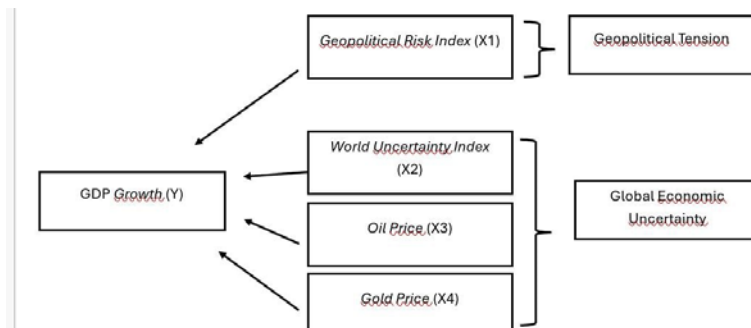 Geopolitical Risk Index (X1)
Geopolitical Tension
World Uncertainty Index
(X2)
GDP Growth (Y)
Global Economic
Uncertainty
Oil Price (X3)
Gold Price (X4)